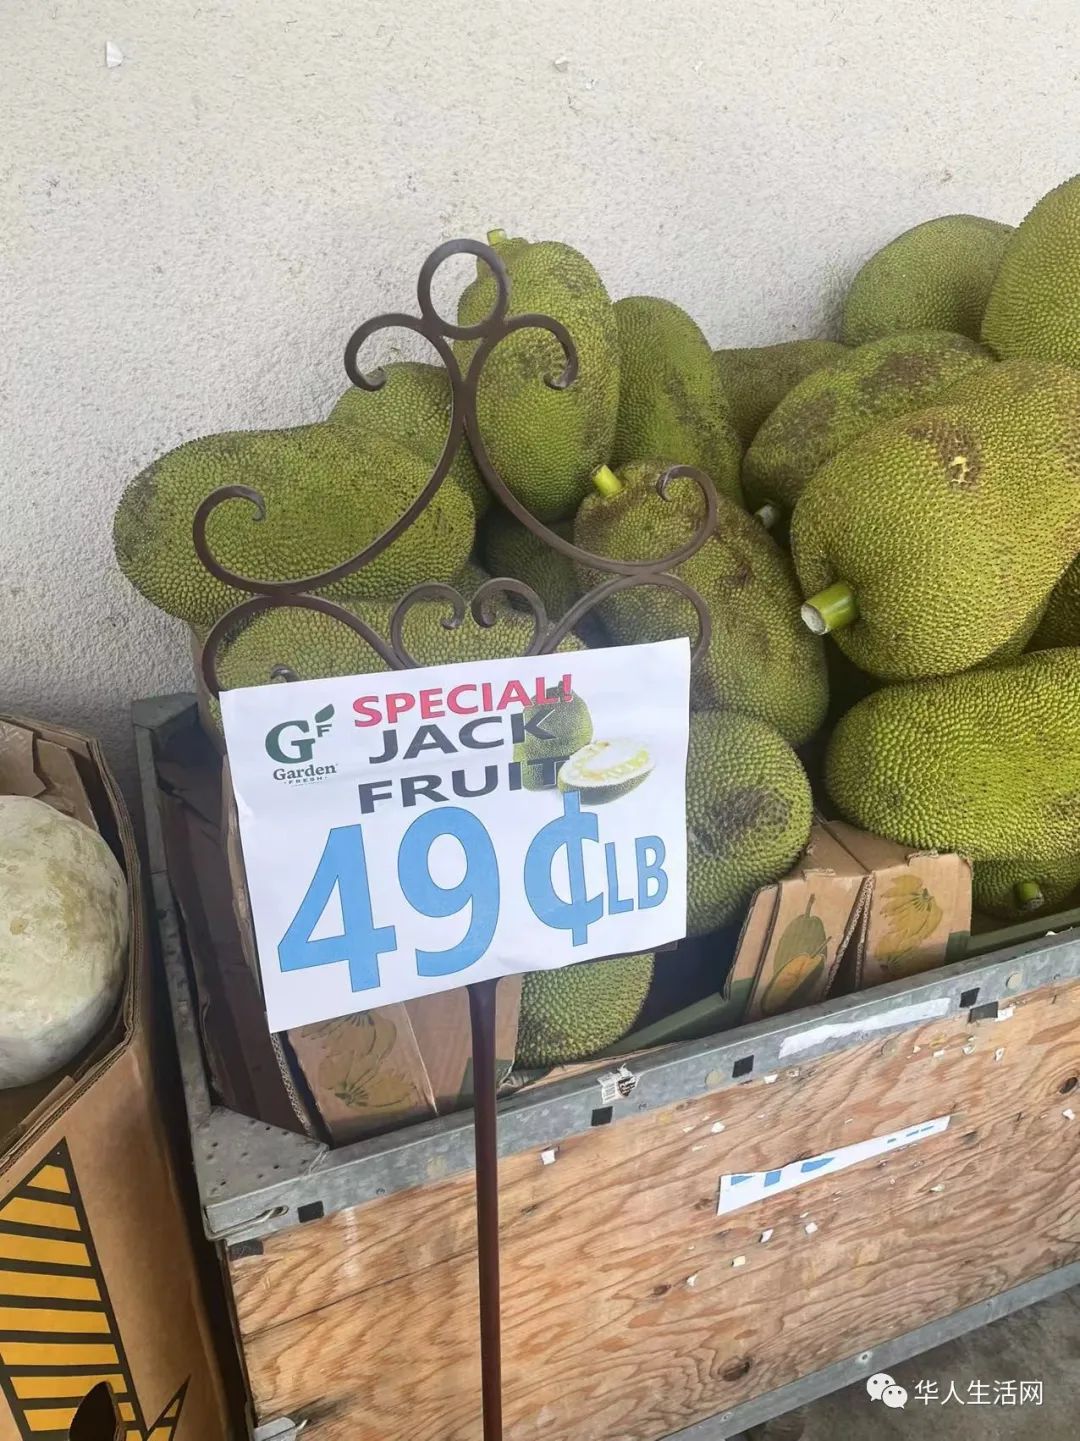 SPECIAL!
GF
Garden
FRESH
JACK
FRUIT
49¢LB
华人生活网